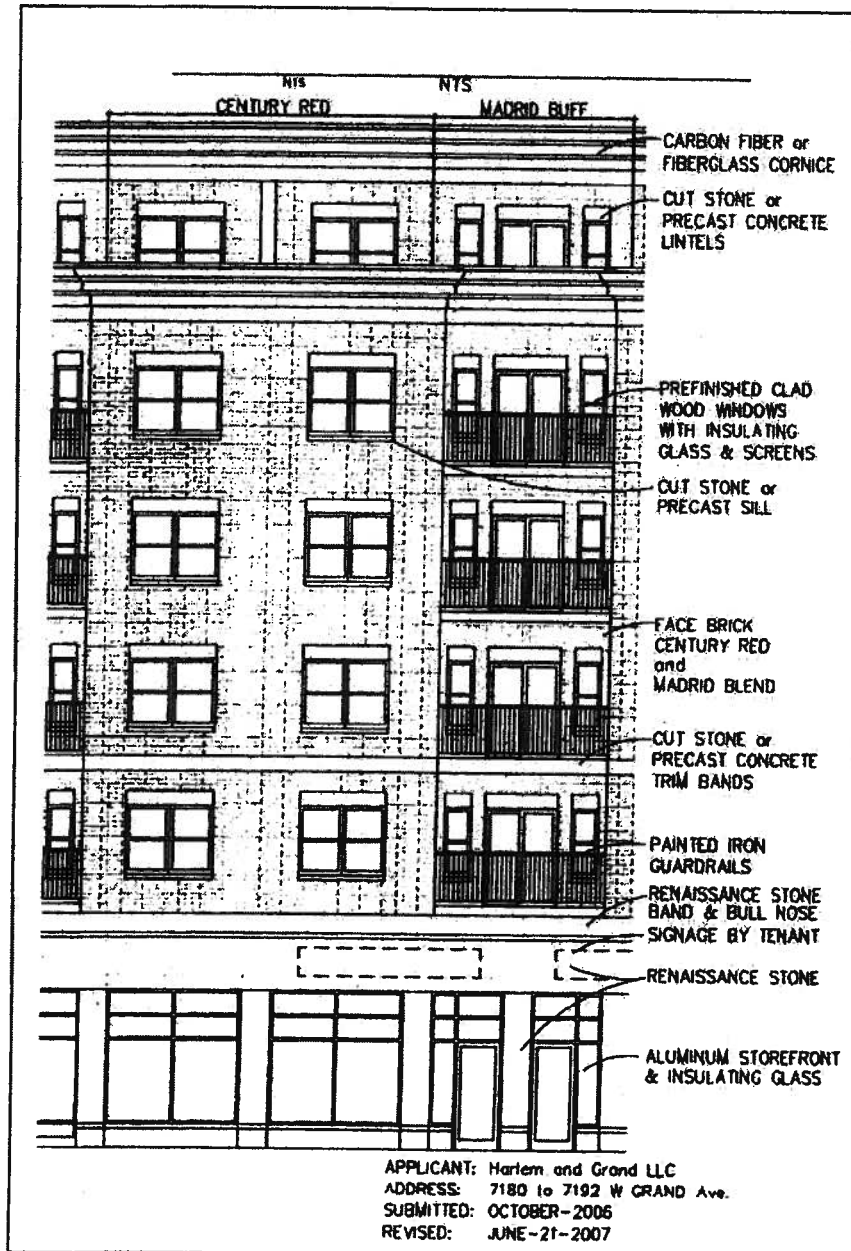 NTS NTS
CENTURY RED MADRID BUFF
CARBON FIBER or
FIBERGLASS CORNICE
CUT STONE or
PRECAST CONCRETE
LINTELS
PREFINISHED CLAD
WOOD WINDOWS
WITH INSULATING
GLASS & SCREENS
CUT STONE or
PRECAST SILL
FACE BRICK
CENTURY RED
and
MADRID BLEND
CUT STONE or
PRECAST CONCRETE
TRIM BANDS
PAINTED IRON
GUARDRAILS
RENAISSANCE STONE
BAND & BULL NOSE
SIGNAGE BY TENANT
RENAISSANCE STONE
ALUMINUM STOREFRONT
& INSULATING GLASS
APPLICANT: Harlem and Grand LLC
ADDRESS: 7180 to 7192 W GRAND Ave.
SUBMITTED: OCTOBER-2006
REVISED: JUNE-21-2007